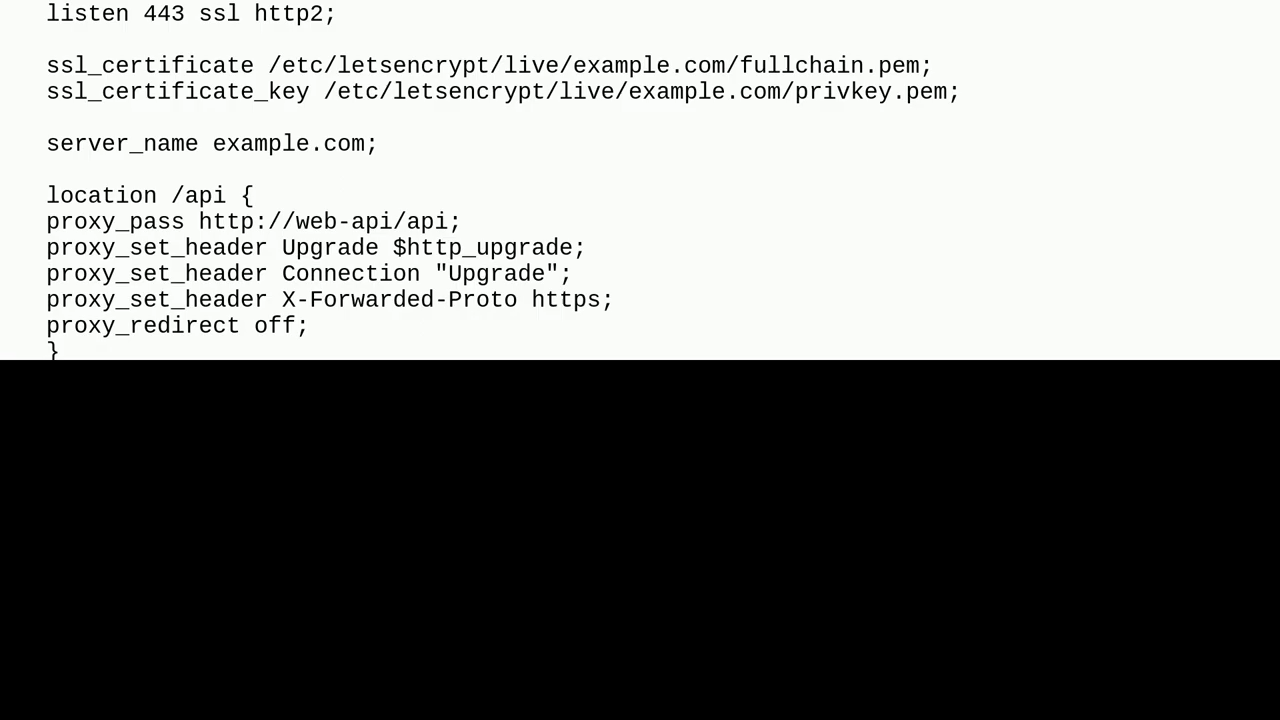 listen 443 ssl http2;
ssl_certificate /etc/letsencrypt/live/example.com/fullchain.pem;
ssl_certificate_key /etc/letsencrypt/live/example.com/privkey.pem;
server_name example.com;
location /api {
proxy_pass http://web-api/api;
proxy_set_header Upgrade $http_upgrade;
proxy_set_header Connection "Upgrade";
proxy_set_header X-Forwarded-Proto https;
proxy_redirect off;
}